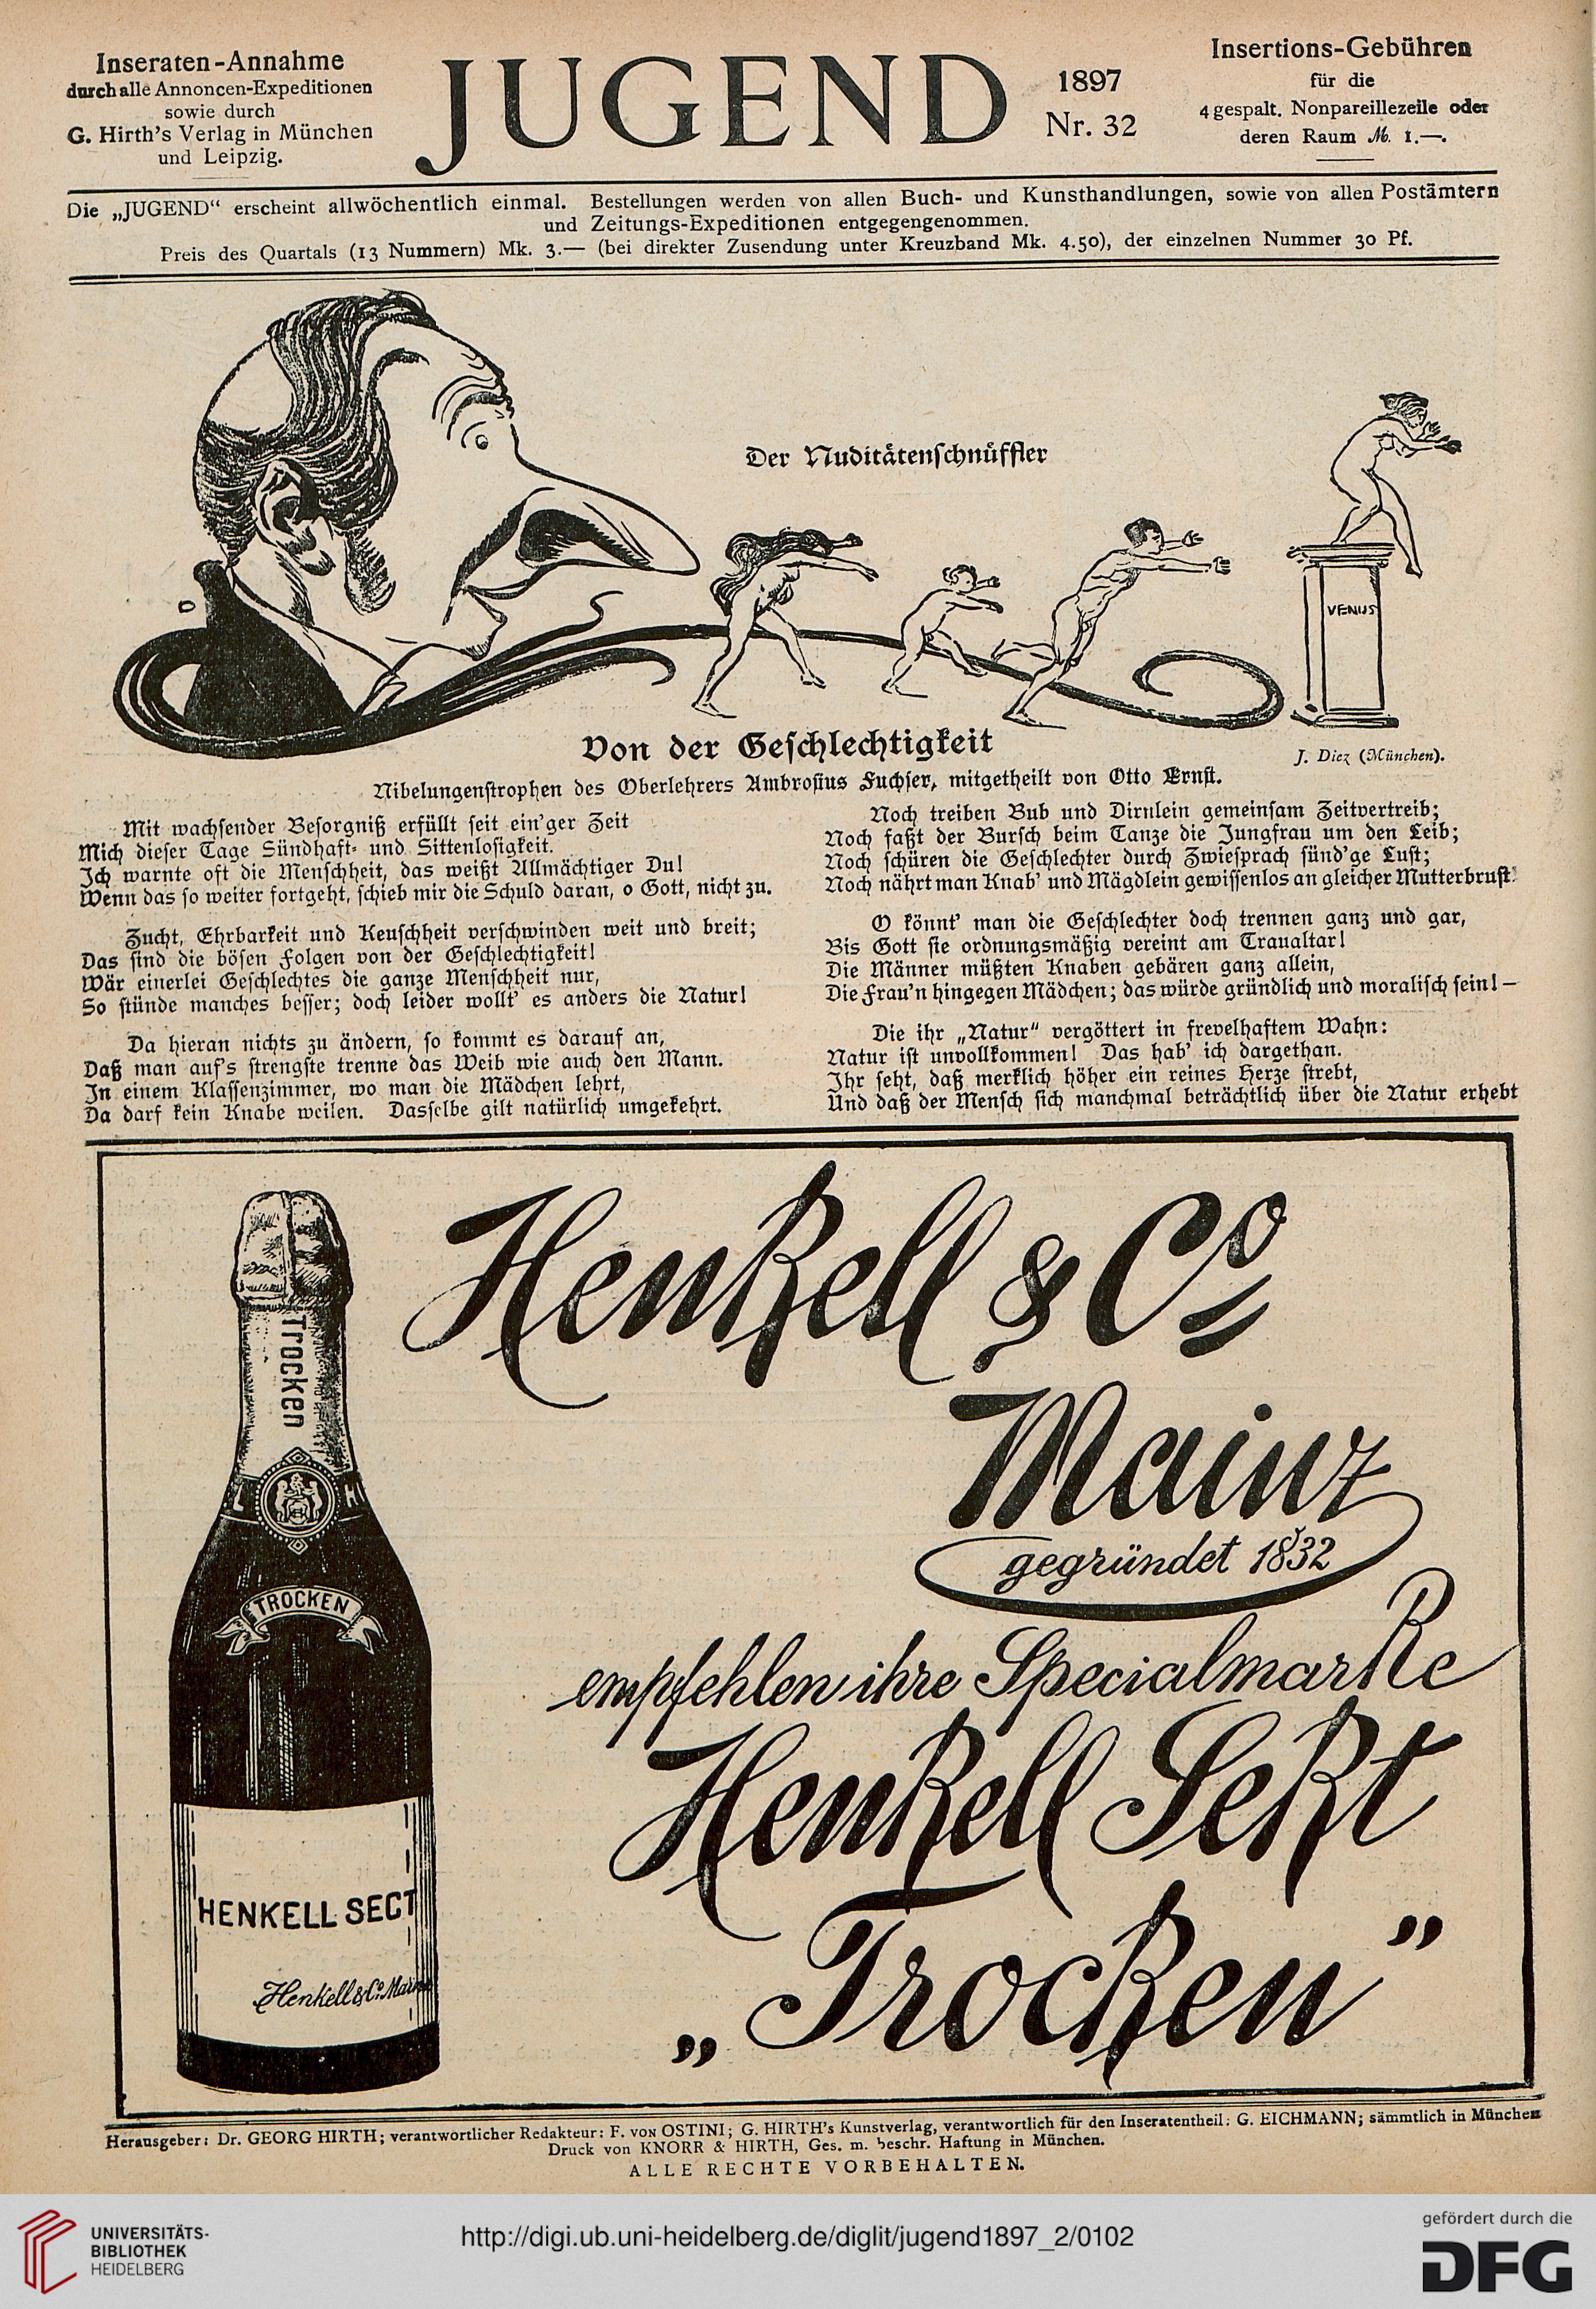 Inseraten-Annahme
durch alle Annoncen-Expeditionen
sowie durch
G. Hirth's Verlag in München
und Leipzig.
JUGEND
1897
Nr. 32
Insertions-Gebühren
für die
4 gespalt. Nonpareillezeile oder
deren Raum M. 1.—.
Die „JUGEND“ erscheint allwöchentlich einmal. Bestellungen werden von allen Buch- und Kunsthandlungen, sowie von allen Postämtern
und Zeitungs-Expeditionen entgegengenommen.
Preis des Quartals (13 Nummern) Mk. 3.— (bei direkter Zusendung unter Kreuzband Mk. 4.50), der einzelnen Nummer 30 Pf.
Der Nuditätenschnüffler
VENUS
J. Diez (München).
Von der Geschlechtigkeit
Nibelungenstrophen des Oberlehrers Ambrosius Fuchser, mitgetheilt von Otto Ernst.
Mit wachsender Besorgniß erfüllt seit ein'ger Zeit
Mich dieser Tage Sündhaft- und Sittenlosigkeit.
Ich warnte oft die Menschheit, das weißt Allmächtiger Du!
Wenn das so weiter fortgeht, schieb mir die Schuld daran, o Gott, nicht zu.
Zucht, Ehrbarkeit und Keuschheit verschwinden weit und breit;
Das sind die bösen Folgen von der Geschlechtigkeit!
Wär einerlei Geschlechtes die ganze Menschheit nur,
So stünde manches besser; doch leider wollt' es anders die Natur!
Da hieran nichts zu ändern, so kommt es darauf an,
Daß man auf's strengste trenne das Weib wie auch den Mann.
In einem Klassenzimmer, wo man die Mädchen lehrt,
Da darf kein Knabe weilen. Dasselbe gilt natürlich umgekehrt.
Noch treiben Bub und Dirnlein gemeinsam Zeitvertreib;
Noch faßt der Bursch beim Tanze die Jungfrau um den Leib;
Noch schüren die Geschlechter durch Zwiesprach sünd'ge Lust;
Noch nährt man Knab' und Mägdlein gewissenlos an gleicher Mutterbrust!
O könnt' man die Geschlechter doch trennen ganz und gar,
Bis Gott sie ordnungsmäßig vereint am Traualtar!
Die Männer müßten Knaben gebären ganz allein,
Die Frau'n hingegen Mädchen; das würde gründlich und moralisch sein! —
Die ihr „Natur“ vergöttert in frevelhaftem Wahn:
Natur ist unvollkommen! Das hab' ich dargethan.
Ihr seht, daß merklich höher ein reines Herze strebt,
Und daß der Mensch sich manchmal beträchtlich über die Natur erhebt
Henkell & Co
Mainz
gegründet 1832
empfehlen ihre Specialmarke
Henkell Sekt
„Trocken“
Trocken
L H
TROCKEN
HENKELL SECT
Henkell & Co. Mainz
Herausgeber: Dr. GEORG HIRTH; verantwortlicher Redakteur: F. von OSTINI; G. HIRTH's Kunstverlag, verantwortlich für den Inseratentheil: G. EICHMANN; sämmtlich in München
Druck von KNORR & HIRTH, Ges. m. beschr. Haftung in München.
ALLE RECHTE VORBEHALTEN.
UNIVERSITÄTS-
BIBLIOTHEK
HEIDELBERG
http://digi.ub.uni-heidelberg.de/diglit/jugend1897_2/0102
gefördert durch die
DFG